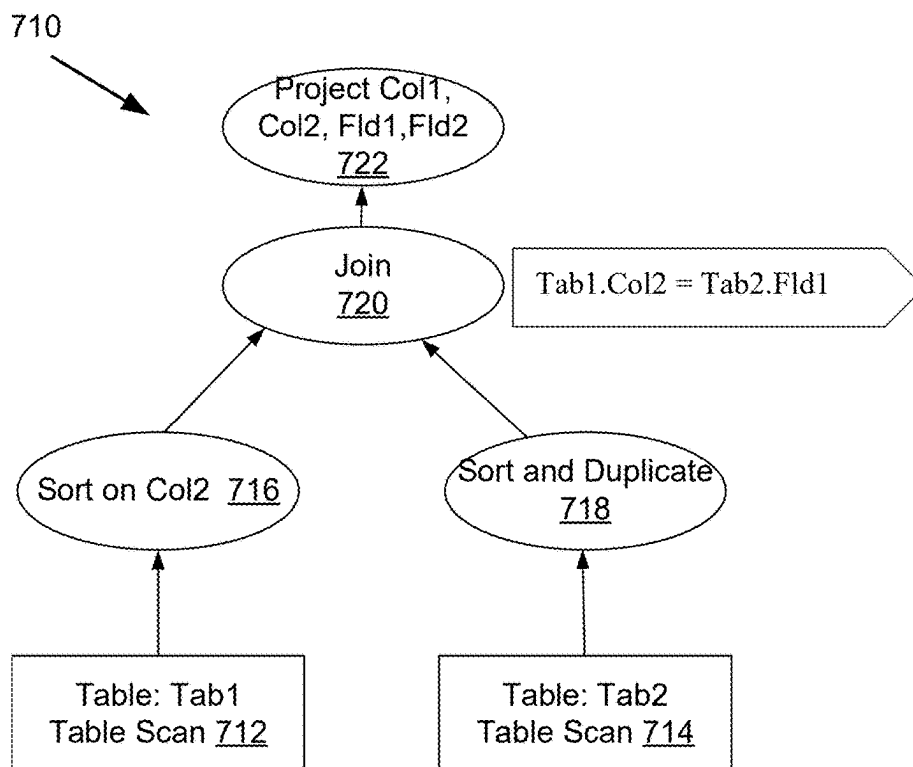 710
Project Col1,
Col2, Fld1,Fld2
722
Join
720
Tab1.Col2 = Tab2.Fld1
Sort on Col2 716
Sort and Duplicate
718
Table: Tab1
Table Scan 712
Table: Tab2
Table Scan 714